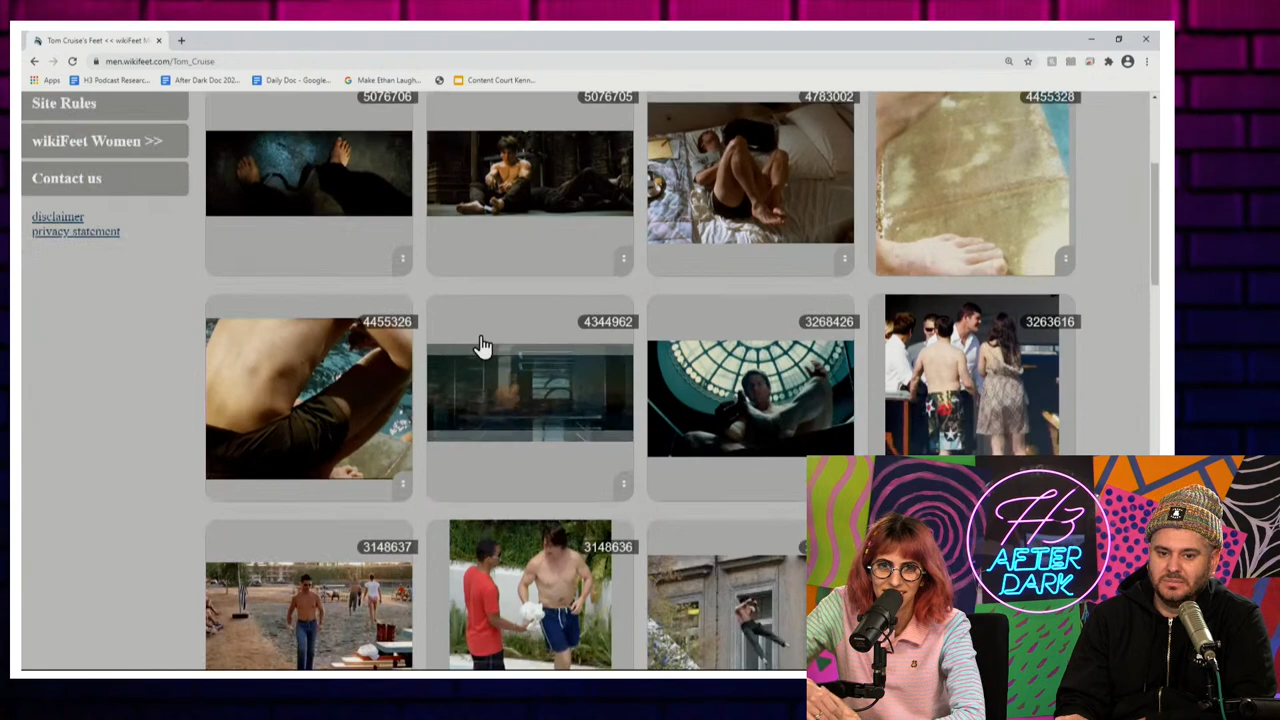 Tom Cruise's Feet << wikiFeet M
men.wikifeet.com/Tom_Cruise
Apps
H3 Podcast Researc...
After Dark Doc 202...
Daily Doc - Google...
Make Ethan Laugh...
Content Court Kenn...
Site Rules
wikiFeet Women >>
Contact us
disclaimer
privacy statement
5076706
5076705
4783002
4455328
4455326
4344962
3268426
3263616
3148637
3148636
H3
AFTER
DARK